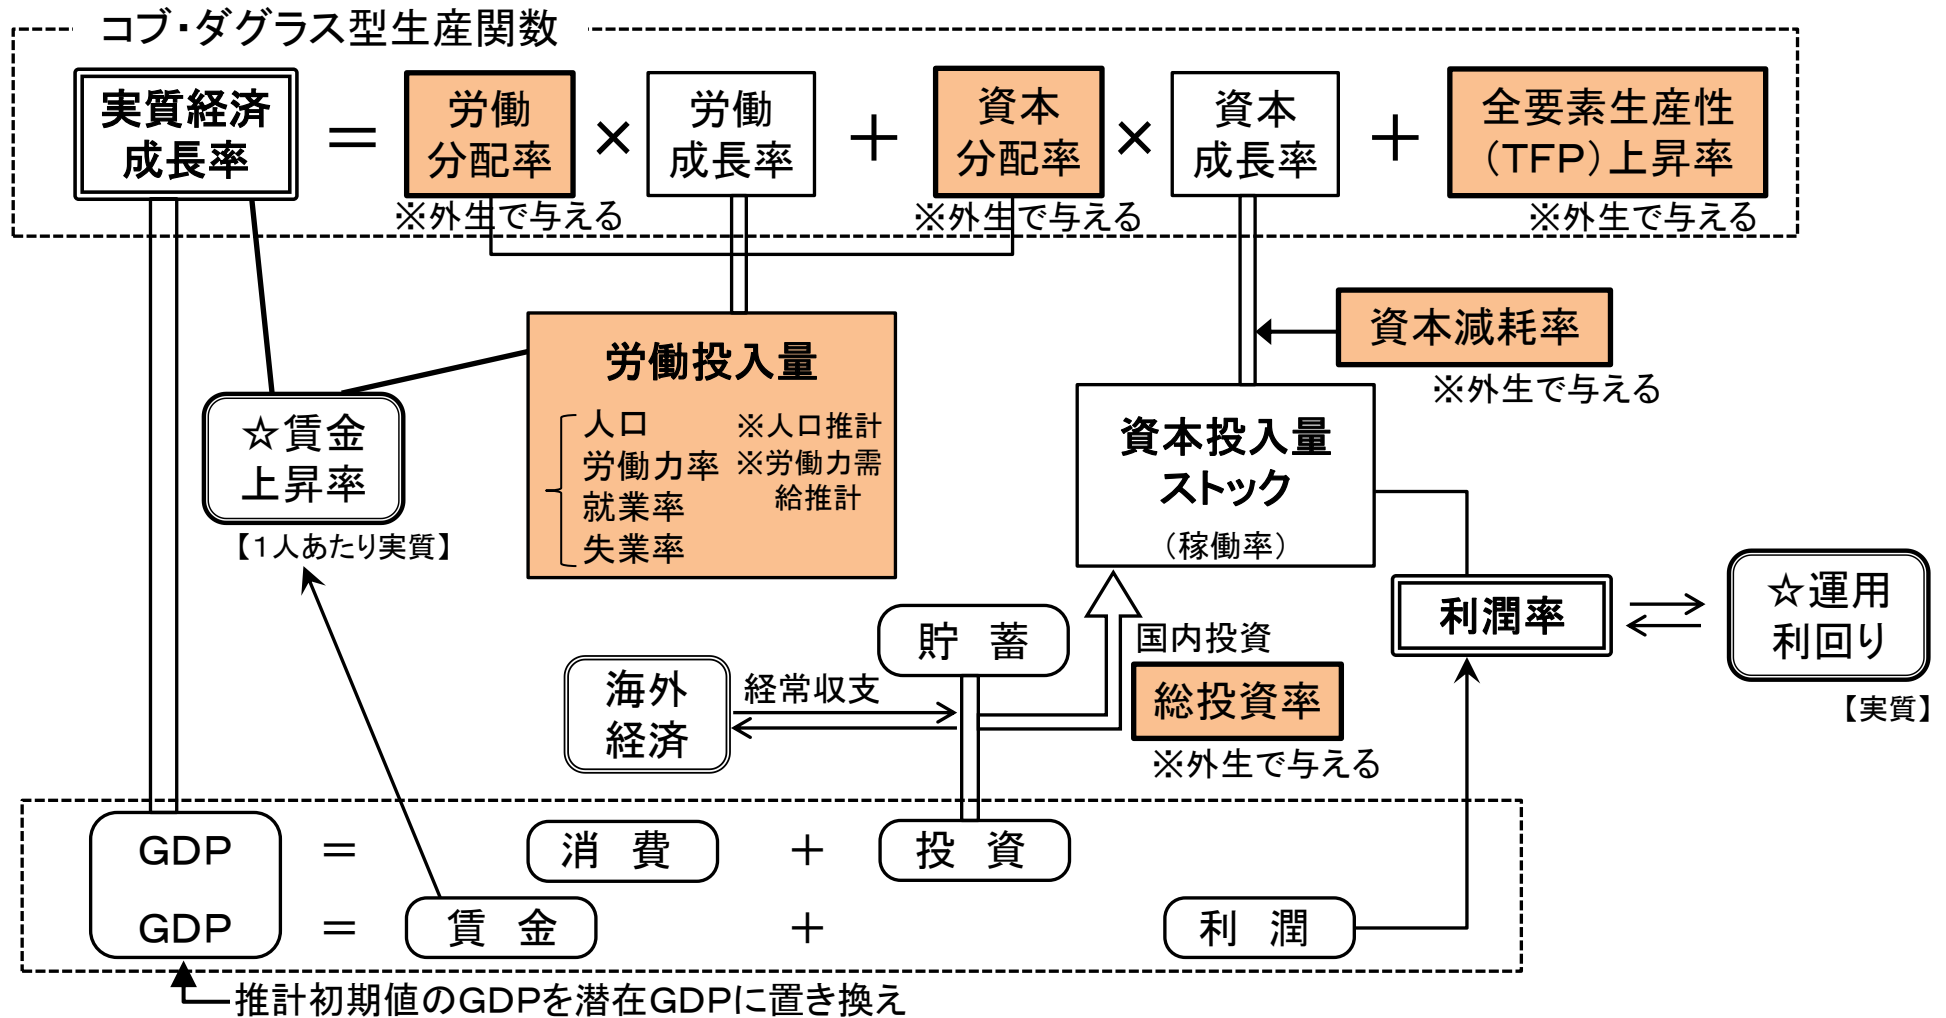 コブ・ダグラス型生産関数
実質経済
成長率
＝
労働
分配率
×
労働
成長率
＋
資本
分配率
×
資本
成長率
＋
全要素生産性
（TFP）上昇率
※外生で与える
※外生で与える
※外生で与える
資本減耗率
※外生で与える
労働投入量
人口
労働力率
就業率
失業率
※人口推計
※労働力需
給推計
☆賃金
上昇率
【１人あたり実質】
資本投入量
ストック
（稼働率）
利潤率
☆運用
利回り
【実質】
貯　蓄
国内投資
総投資率
※外生で与える
海外
経済
経常収支
GDP ＝ 消　費 ＋ 投　資
GDP ＝ 賃　金 ＋ 利　潤
推計初期値のGDPを潜在GDPに置き換え